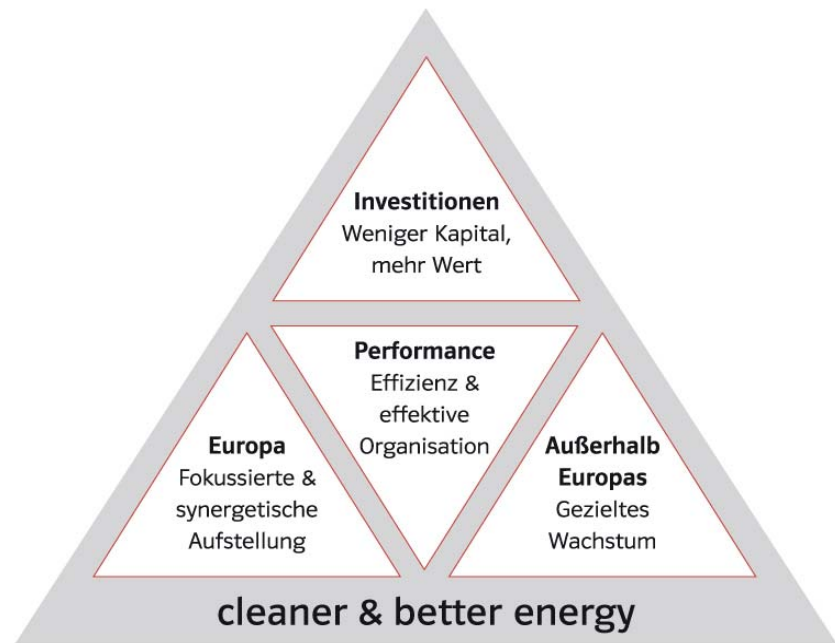 Investitionen
Weniger Kapital,
mehr Wert
Performance
Effizienz &
effektive
Organisation
Europa
Fokussierte &
synergetische
Aufstellung
Außerhalb
Europas
Gezieltes
Wachstum
cleaner & better energy